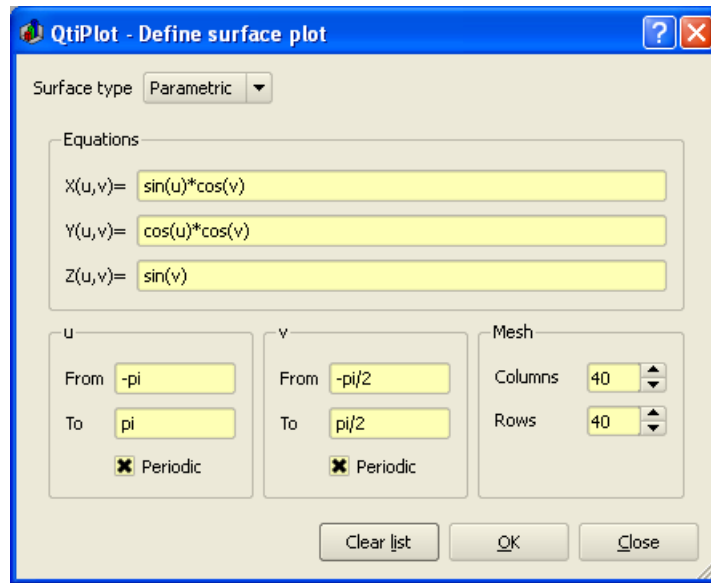 QtiPlot - Define surface plot
Surface type Parametric
Equations
X(u,v)= sin(u)*cos(v)
Y(u,v)= cos(u)*cos(v)
Z(u,v)= sin(v)
u
From -pi
To pi
Periodic
v
From -pi/2
To pi/2
Periodic
Mesh
Columns 40
Rows 40
Clear list OK Close